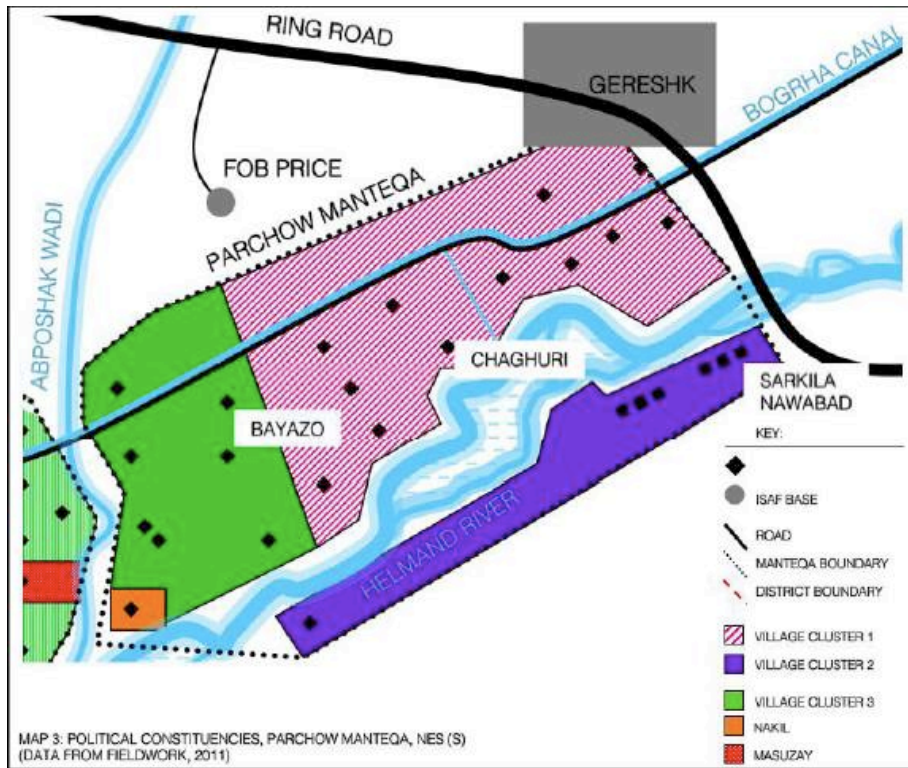 RING ROAD
GERESHK
BOGRHA CANAL
FOB PRICE
PARCHOW MANTEQA
ABPOSHAK WADI
CHAGHURI
BAYAZO
SARKILA
NAWABAD
HELMAND RIVER
KEY:
ISAF BASE
ROAD
MANTEQA BOUNDARY
DISTRICT BOUNDARY
VILLAGE CLUSTER 1
VILLAGE CLUSTER 2
VILLAGE CLUSTER 3
NAKIL
MASUZAY
MAP 3: POLITICAL CONSTITUENCIES, PARCHOW MANTEQA, NES (S)
(DATA FROM FIELDWORK, 2011)